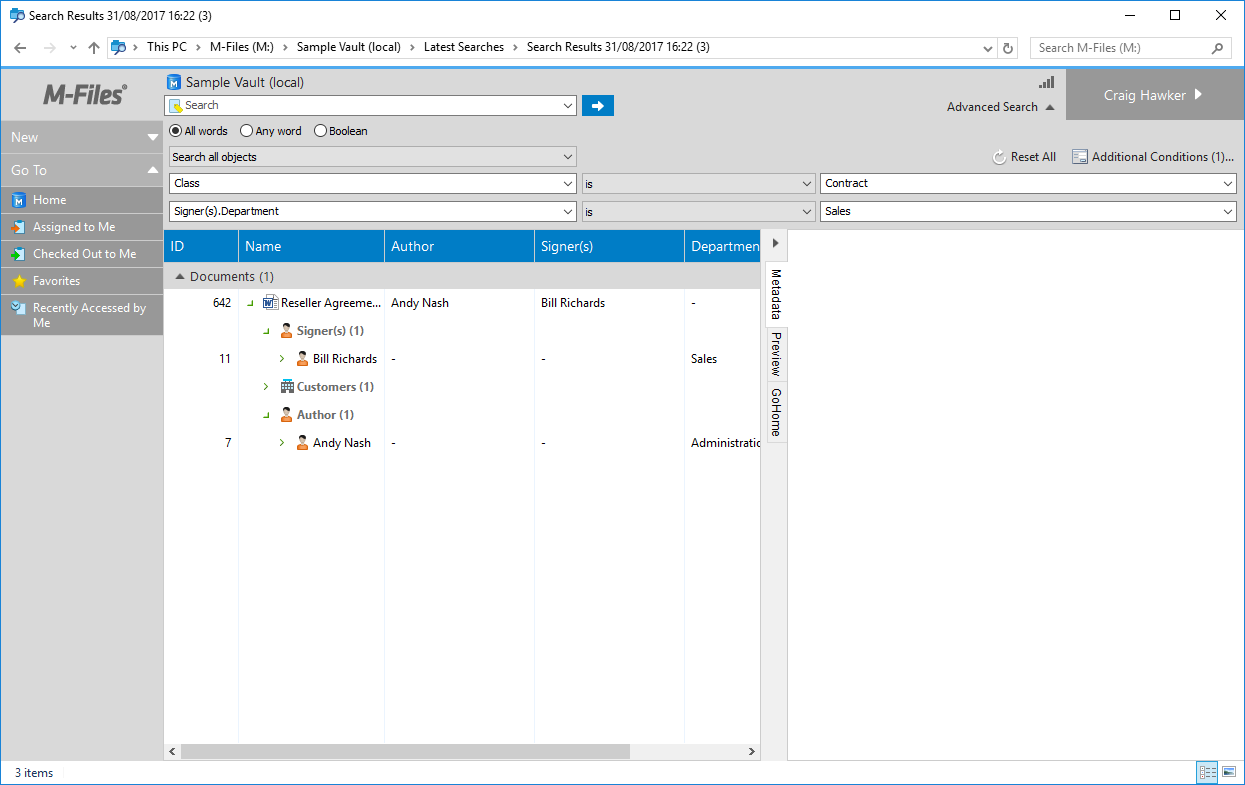 Search Results 31/08/2017 16:22 (3)
This PC > M-Files (M:) > Sample Vault (local) > Latest Searches > Search Results 31/08/2017 16:22 (3)
Search M-Files (M:)
M-Files®
Sample Vault (local)
Search
Advanced Search
Craig Hawker
All words Any word Boolean
Search all objects
Reset All Additional Conditions (1)...
Class is Contract
Signer(s).Department is Sales
New
Go To
Home
Assigned to Me
Checked Out to Me
Favorites
Recently Accessed by
Me
ID Name Author Signer(s) Departmen
Documents (1)
642 Reseller Agreeme... Andy Nash Bill Richards -
Signer(s) (1)
11 Bill Richards - - Sales
Customers (1)
Author (1)
7 Andy Nash - - Administratio
Metadata
Preview
GoHome
3 items